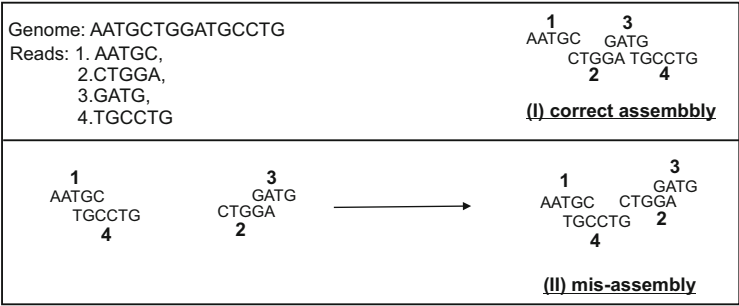 Genome: AATGCTGGATGCCTG
Reads: 1. AATGC,
2.CTGGA,
3.GATG,
4.TGCCTG
1 3
AATGC GATG
CTGGA TGCCTG
2 4
(I) correct assembbly
1
AATGC
TGCCTG
4
3
GATG
CTGGA
2
3
GATG
1
AATGC CTGGA
TGCCTG 2
4
(II) mis-assembly